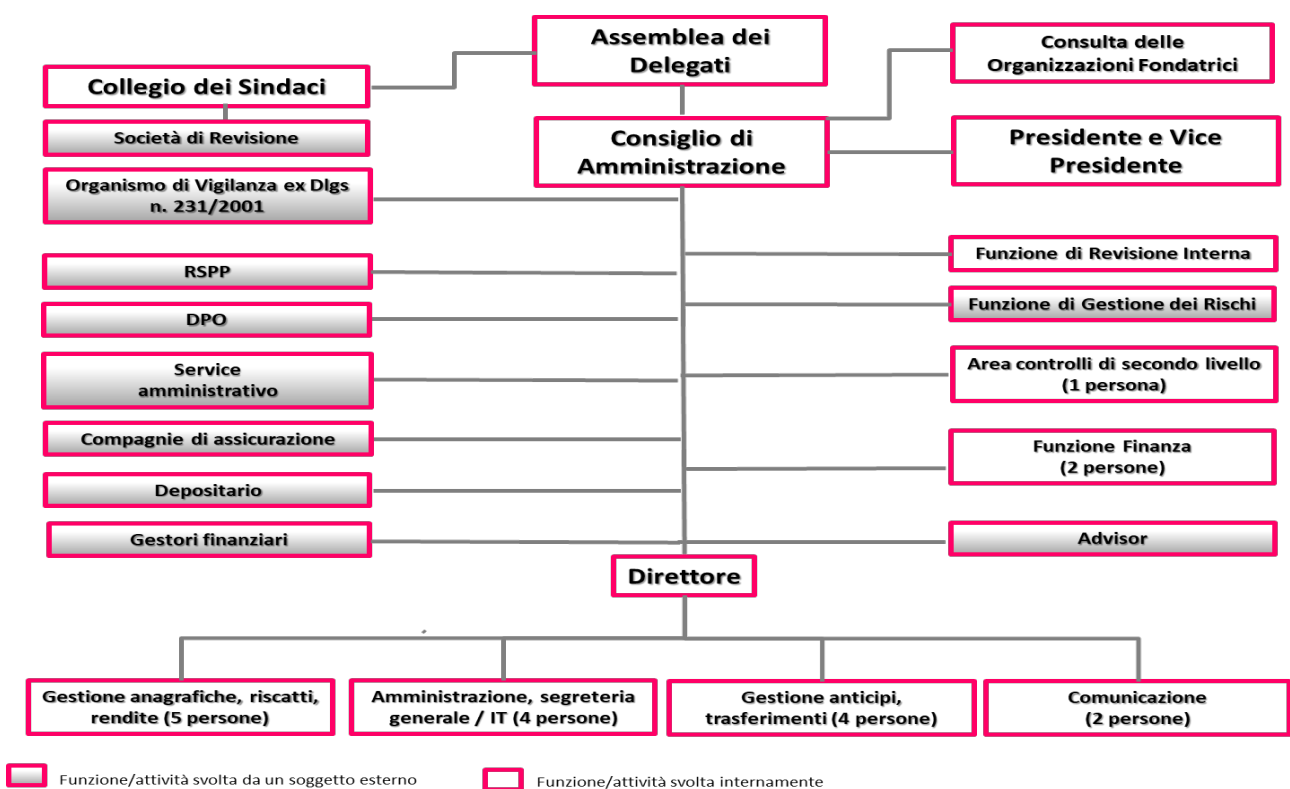 Assemblea dei
Delegati
Consulta delle
Organizzazioni Fondatrici
Collegio dei Sindaci
Società di Revisione
Consiglio di
Amministrazione
Presidente e Vice
Presidente
Organismo di Vigilanza ex Dlgs
n. 231/2001
Funzione di Revisione Interna
RSPP
Funzione di Gestione dei Rischi
DPO
Service
amministrativo
Area controlli di secondo livello
(1 persona)
Compagnie di assicurazione
Funzione Finanza
(2 persone)
Depositario
Gestori finanziari
Advisor
Direttore
Gestione anagrafiche, riscatti,
rendite (5 persone)
Amministrazione, segreteria
generale / IT (4 persone)
Gestione anticipi,
trasferimenti (4 persone)
Comunicazione
(2 persone)
Funzione/attività svolta da un soggetto esterno
Funzione/attività svolta internamente